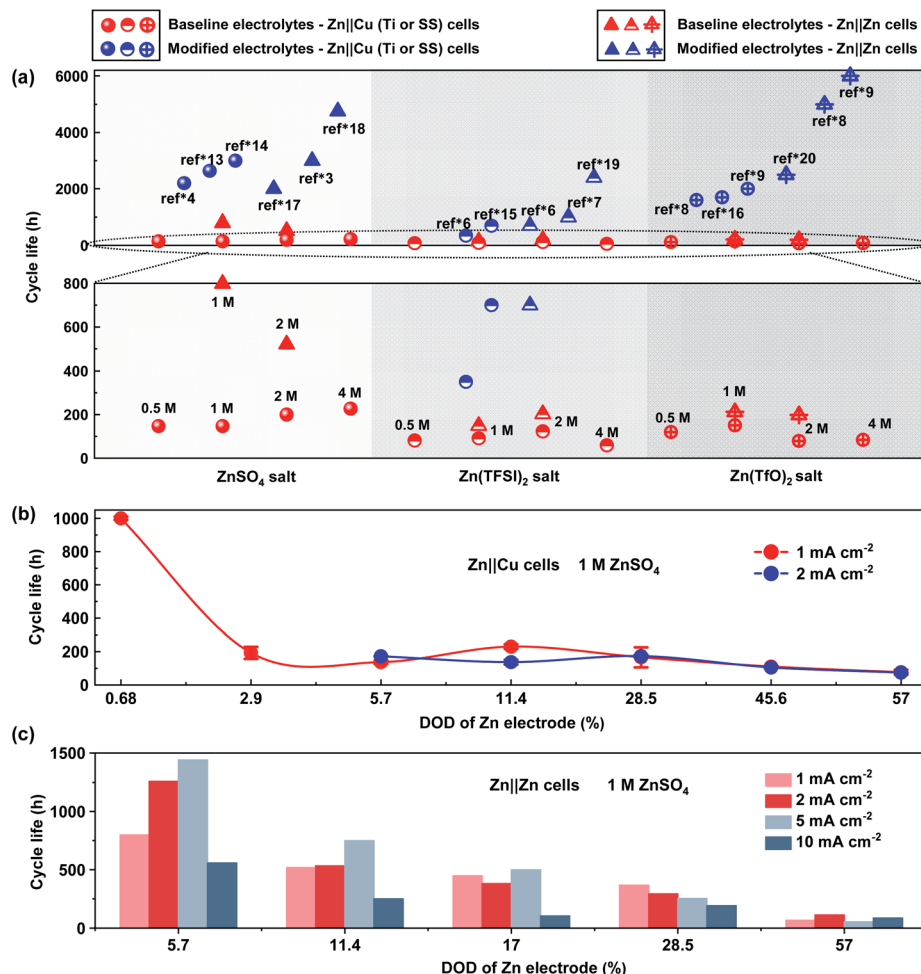 Baseline electrolytes - Zn||Cu (Ti or SS) cells
Modified electrolytes - Zn||Cu (Ti or SS) cells
Baseline electrolytes - Zn||Zn cells
Modified electrolytes - Zn||Zn cells
(a)
6000
4000
2000
0
Cycle life (h)
ref*4
ref*13
ref*14
ref*17
ref*3
ref*18
ref*6
ref*15
ref*6
ref*7
ref*19
ref*8
ref*16
ref*9
ref*20
ref*8
ref*9
800
600
400
200
0
0.5 M
1 M
1 M
2 M
2 M
4 M
0.5 M
1 M
2 M
4 M
0.5 M
1 M
2 M
4 M
ZnSO₄ salt
Zn(TFSI)₂ salt
Zn(TfO)₂ salt
(b)
Cycle life (h)
1000
800
600
400
200
0
Zn||Cu cells 1 M ZnSO₄
1 mA cm⁻²
2 mA cm⁻²
0.68
2.9
5.7
11.4
28.5
45.6
57
DOD of Zn electrode (%)
(c)
Cycle life (h)
1500
1000
500
0
Zn||Zn cells 1 M ZnSO₄
1 mA cm⁻²
2 mA cm⁻²
5 mA cm⁻²
10 mA cm⁻²
5.7
11.4
17
28.5
57
DOD of Zn electrode (%)